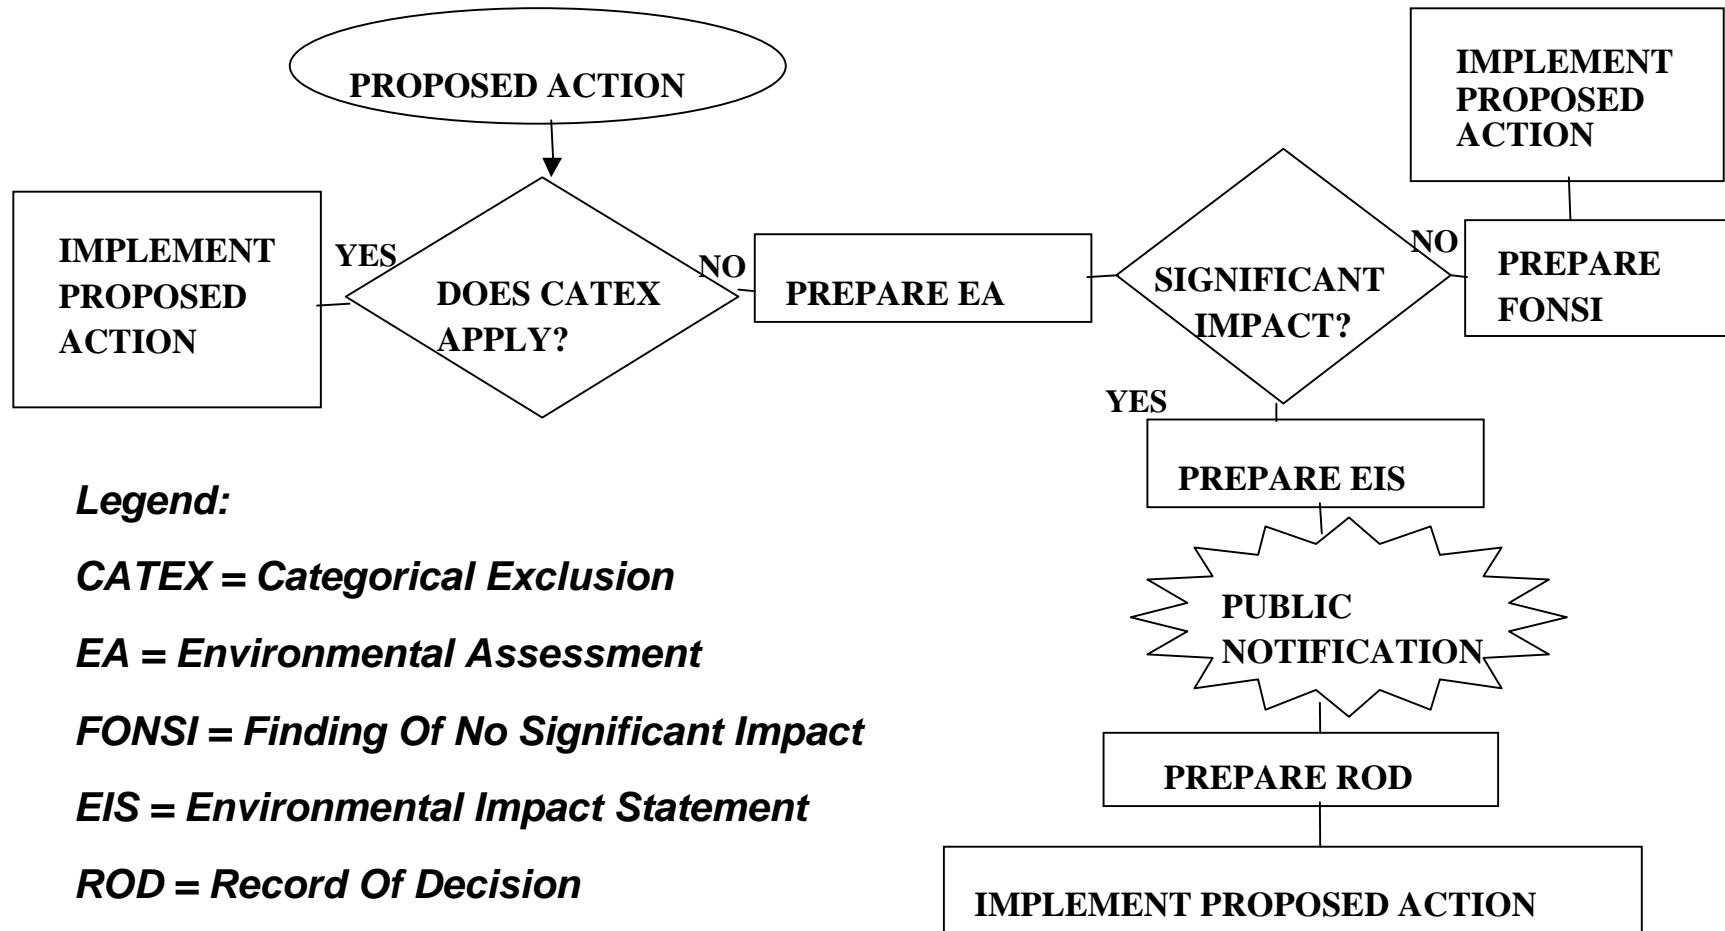 PROPOSED ACTION
IMPLEMENT
PROPOSED
ACTION
YES
DOES CATEX
APPLY?
NO
PREPARE EA
SIGNIFICANT
IMPACT?
NO
PREPARE
FONSI
IMPLEMENT
PROPOSED
ACTION
YES
PREPARE EIS
PUBLIC
NOTIFICATION
PREPARE ROD
IMPLEMENT PROPOSED ACTION
Legend:
CATEX = Categorical Exclusion
EA = Environmental Assessment
FONSI = Finding Of No Significant Impact
EIS = Environmental Impact Statement
ROD = Record Of Decision